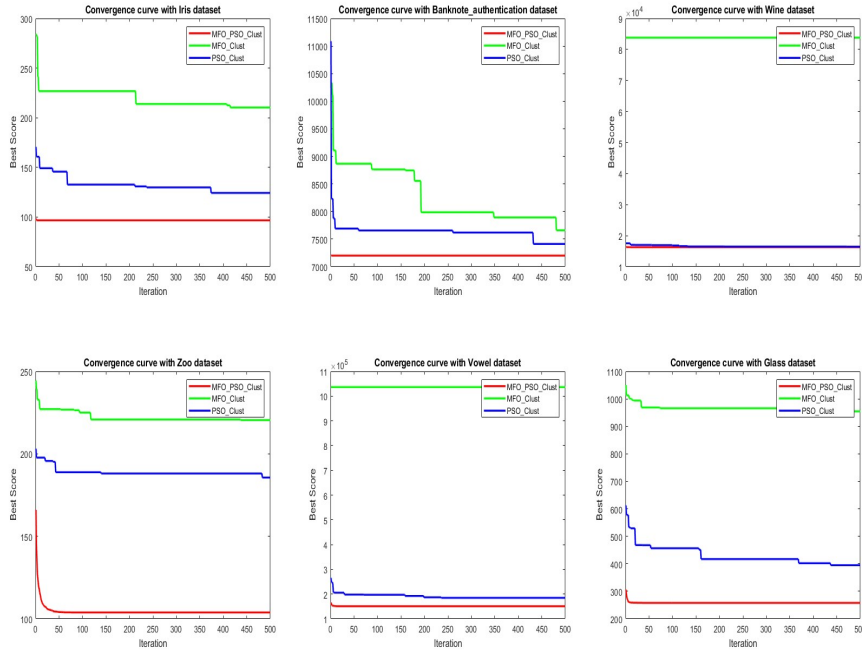 Convergence curve with Iris dataset
300
250
200
150
100
50
Best Score
0 50 100 150 200 250 300 350 400 450 500
Iteration
MFO_PSO_Clust
MFO_Clust
PSO_Clust
Convergence curve with Banknote_authentication dataset
11500
11000
10500
10000
9500
9000
8500
8000
7500
7000
Best Score
0 50 100 150 200 250 300 350 400 450 500
Iteration
MFO_PSO_Clust
MFO_Clust
PSO_Clust
Convergence curve with Wine dataset
×10⁴
9
8
7
6
5
4
3
2
1
Best Score
0 50 100 150 200 250 300 350 400 450 500
Iteration
MFO_PSO_Clust
MFO_Clust
PSO_Clust
Convergence curve with Zoo dataset
250
200
150
100
Best Score
0 50 100 150 200 250 300 350 400 450 500
Iteration
MFO_PSO_Clust
MFO_Clust
PSO_Clust
Convergence curve with Vowel dataset
×10⁵
11
10
9
8
7
6
5
4
3
2
1
Best Score
0 50 100 150 200 250 300 350 400 450 500
Iteration
MFO_PSO_Clust
MFO_Clust
PSO_Clust
Convergence curve with Glass dataset
1100
1000
900
800
700
600
500
400
300
200
Best Score
0 50 100 150 200 250 300 350 400 450 500
Iteration
MFO_PSO_Clust
MFO_Clust
PSO_Clust